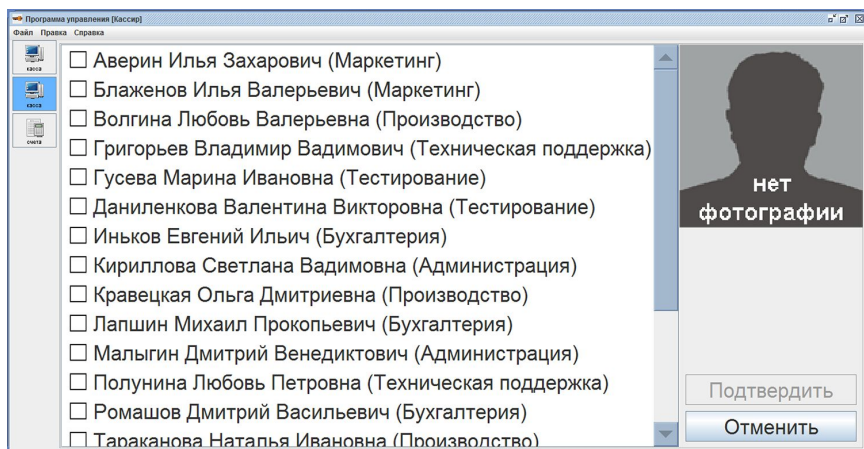 Программа управления [Кассир]
Файл Правка Справка
касса
касса
счета
Аверин Илья Захарович (Маркетинг)
Блаженов Илья Валерьевич (Маркетинг)
Волгина Любовь Валерьевна (Производство)
Григорьев Владимир Вадимович (Техническая поддержка)
Гусева Марина Ивановна (Тестирование)
Даниленкова Валентина Викторовна (Тестирование)
Иньков Евгений Ильич (Бухгалтерия)
Кириллова Светлана Вадимовна (Администрация)
Кравецкая Ольга Дмитриевна (Производство)
Лапшин Михаил Прокопьевич (Бухгалтерия)
Малыгин Дмитрий Венедиктович (Администрация)
Полунина Любовь Петровна (Техническая поддержка)
Ромашов Дмитрий Васильевич (Бухгалтерия)
Тараканова Наталья Ивановна (Производство)
нет
фотографии
Подтвердить
Отменить